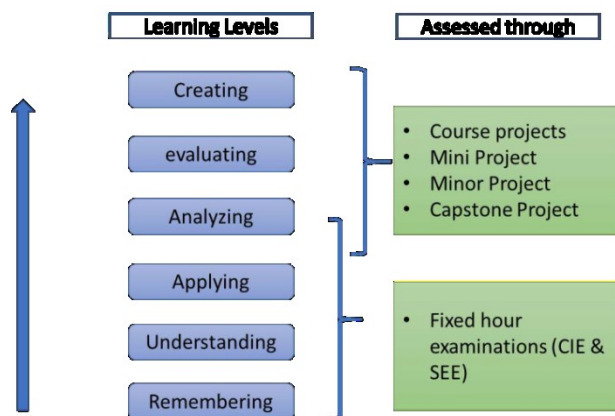 Learning Levels
Assessed through
Creating
evaluating
Analyzing
Applying
Understanding
Remembering
• Course projects
• Mini Project
• Minor Project
• Capstone Project
• Fixed hour
examinations (CIE &
SEE)